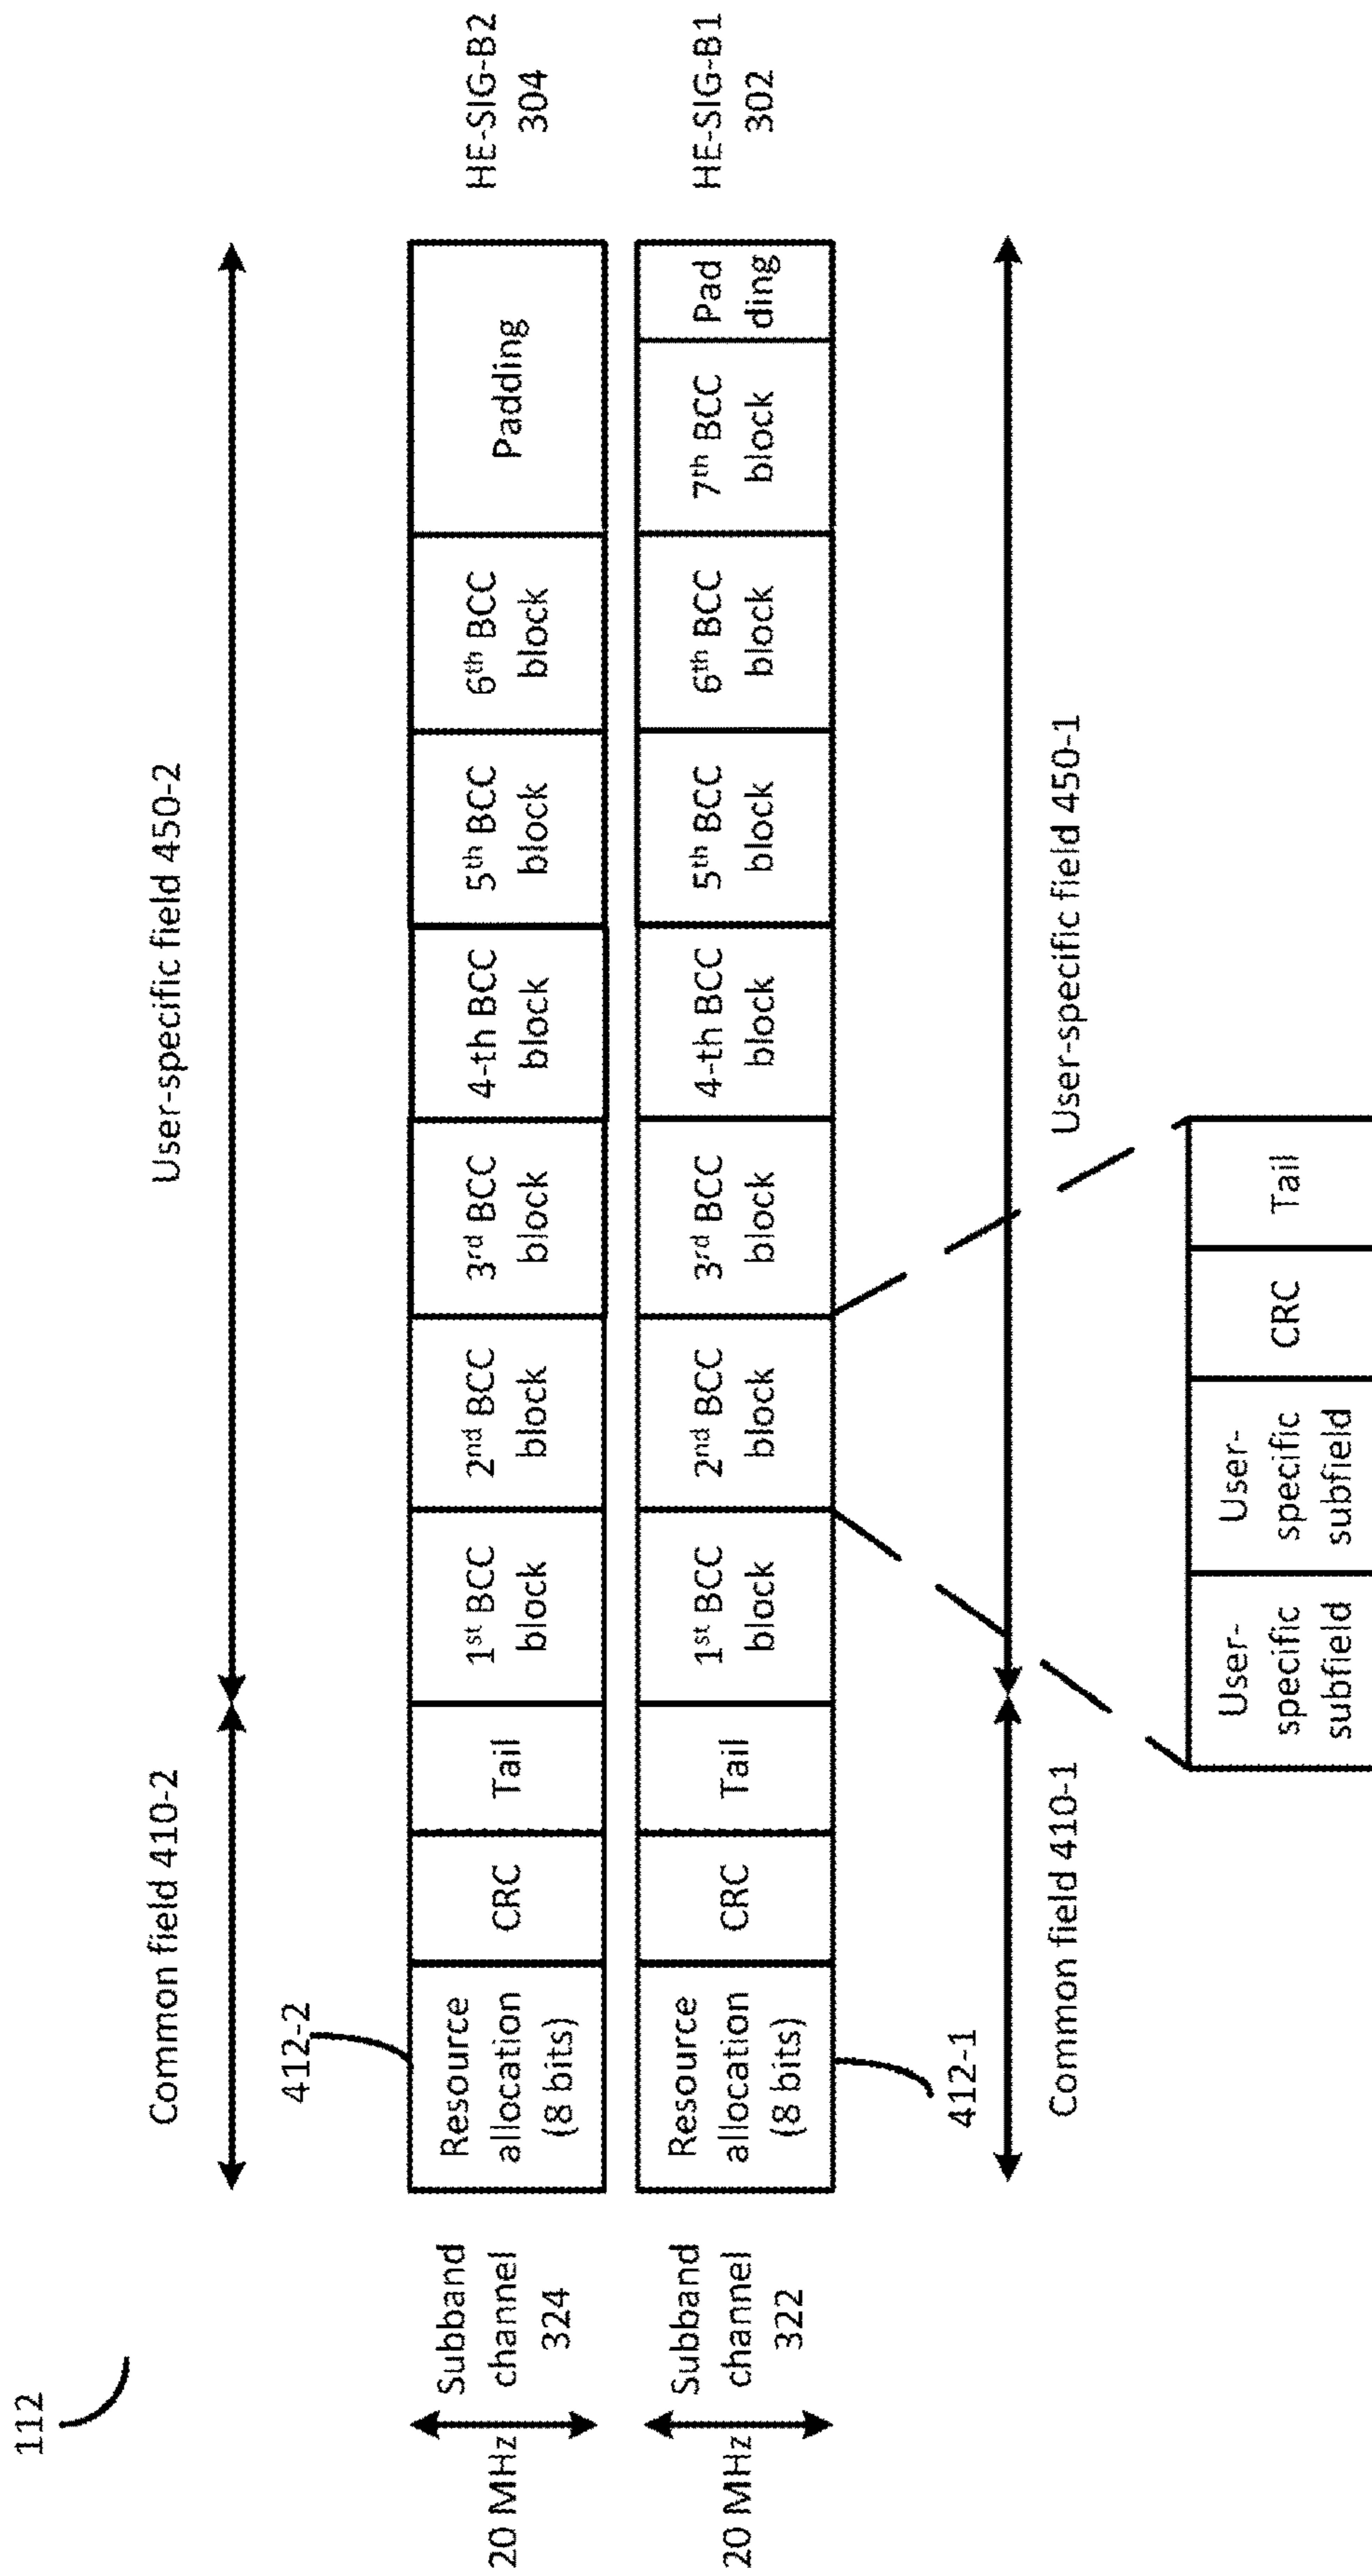 112
Common field 410-2
User-specific field 450-2
412-2
20 MHz
Subband
channel
324
Resource
allocation
(8 bits)
CRC
Tail
1st BCC
block
2nd BCC
block
3rd BCC
block
4-th BCC
block
5th BCC
block
6th BCC
block
Padding
HE-SIG-B2
304
20 MHz
Subband
channel
322
Resource
allocation
(8 bits)
CRC
Tail
1st BCC
block
2nd BCC
block
3rd BCC
block
4-th BCC
block
5th BCC
block
6th BCC
block
7th BCC
block
Pad
ding
HE-SIG-B1
302
412-1
Common field 410-1
User-specific field 450-1
User-
specific
subfield
User-
specific
subfield
CRC
Tail